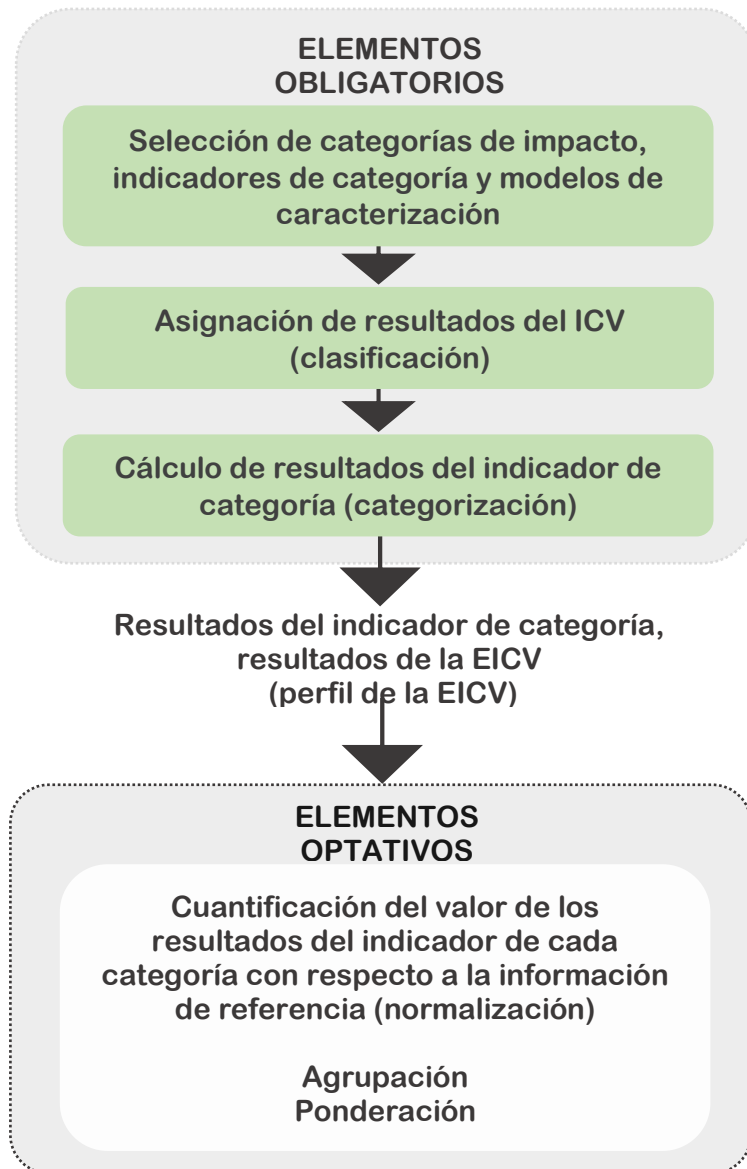 ELEMENTOS
OBLIGATORIOS
Selección de categorías de impacto,
indicadores de categoría y modelos de
caracterización
Asignación de resultados del ICV
(clasificación)
Cálculo de resultados del indicador de
categoría (categorización)
Resultados del indicador de categoría,
resultados de la EICV
(perfil de la EICV)
ELEMENTOS
OPTATIVOS
Cuantificación del valor de los
resultados del indicador de cada
categoría con respecto a la información
de referencia (normalización)
Agrupación
Ponderación